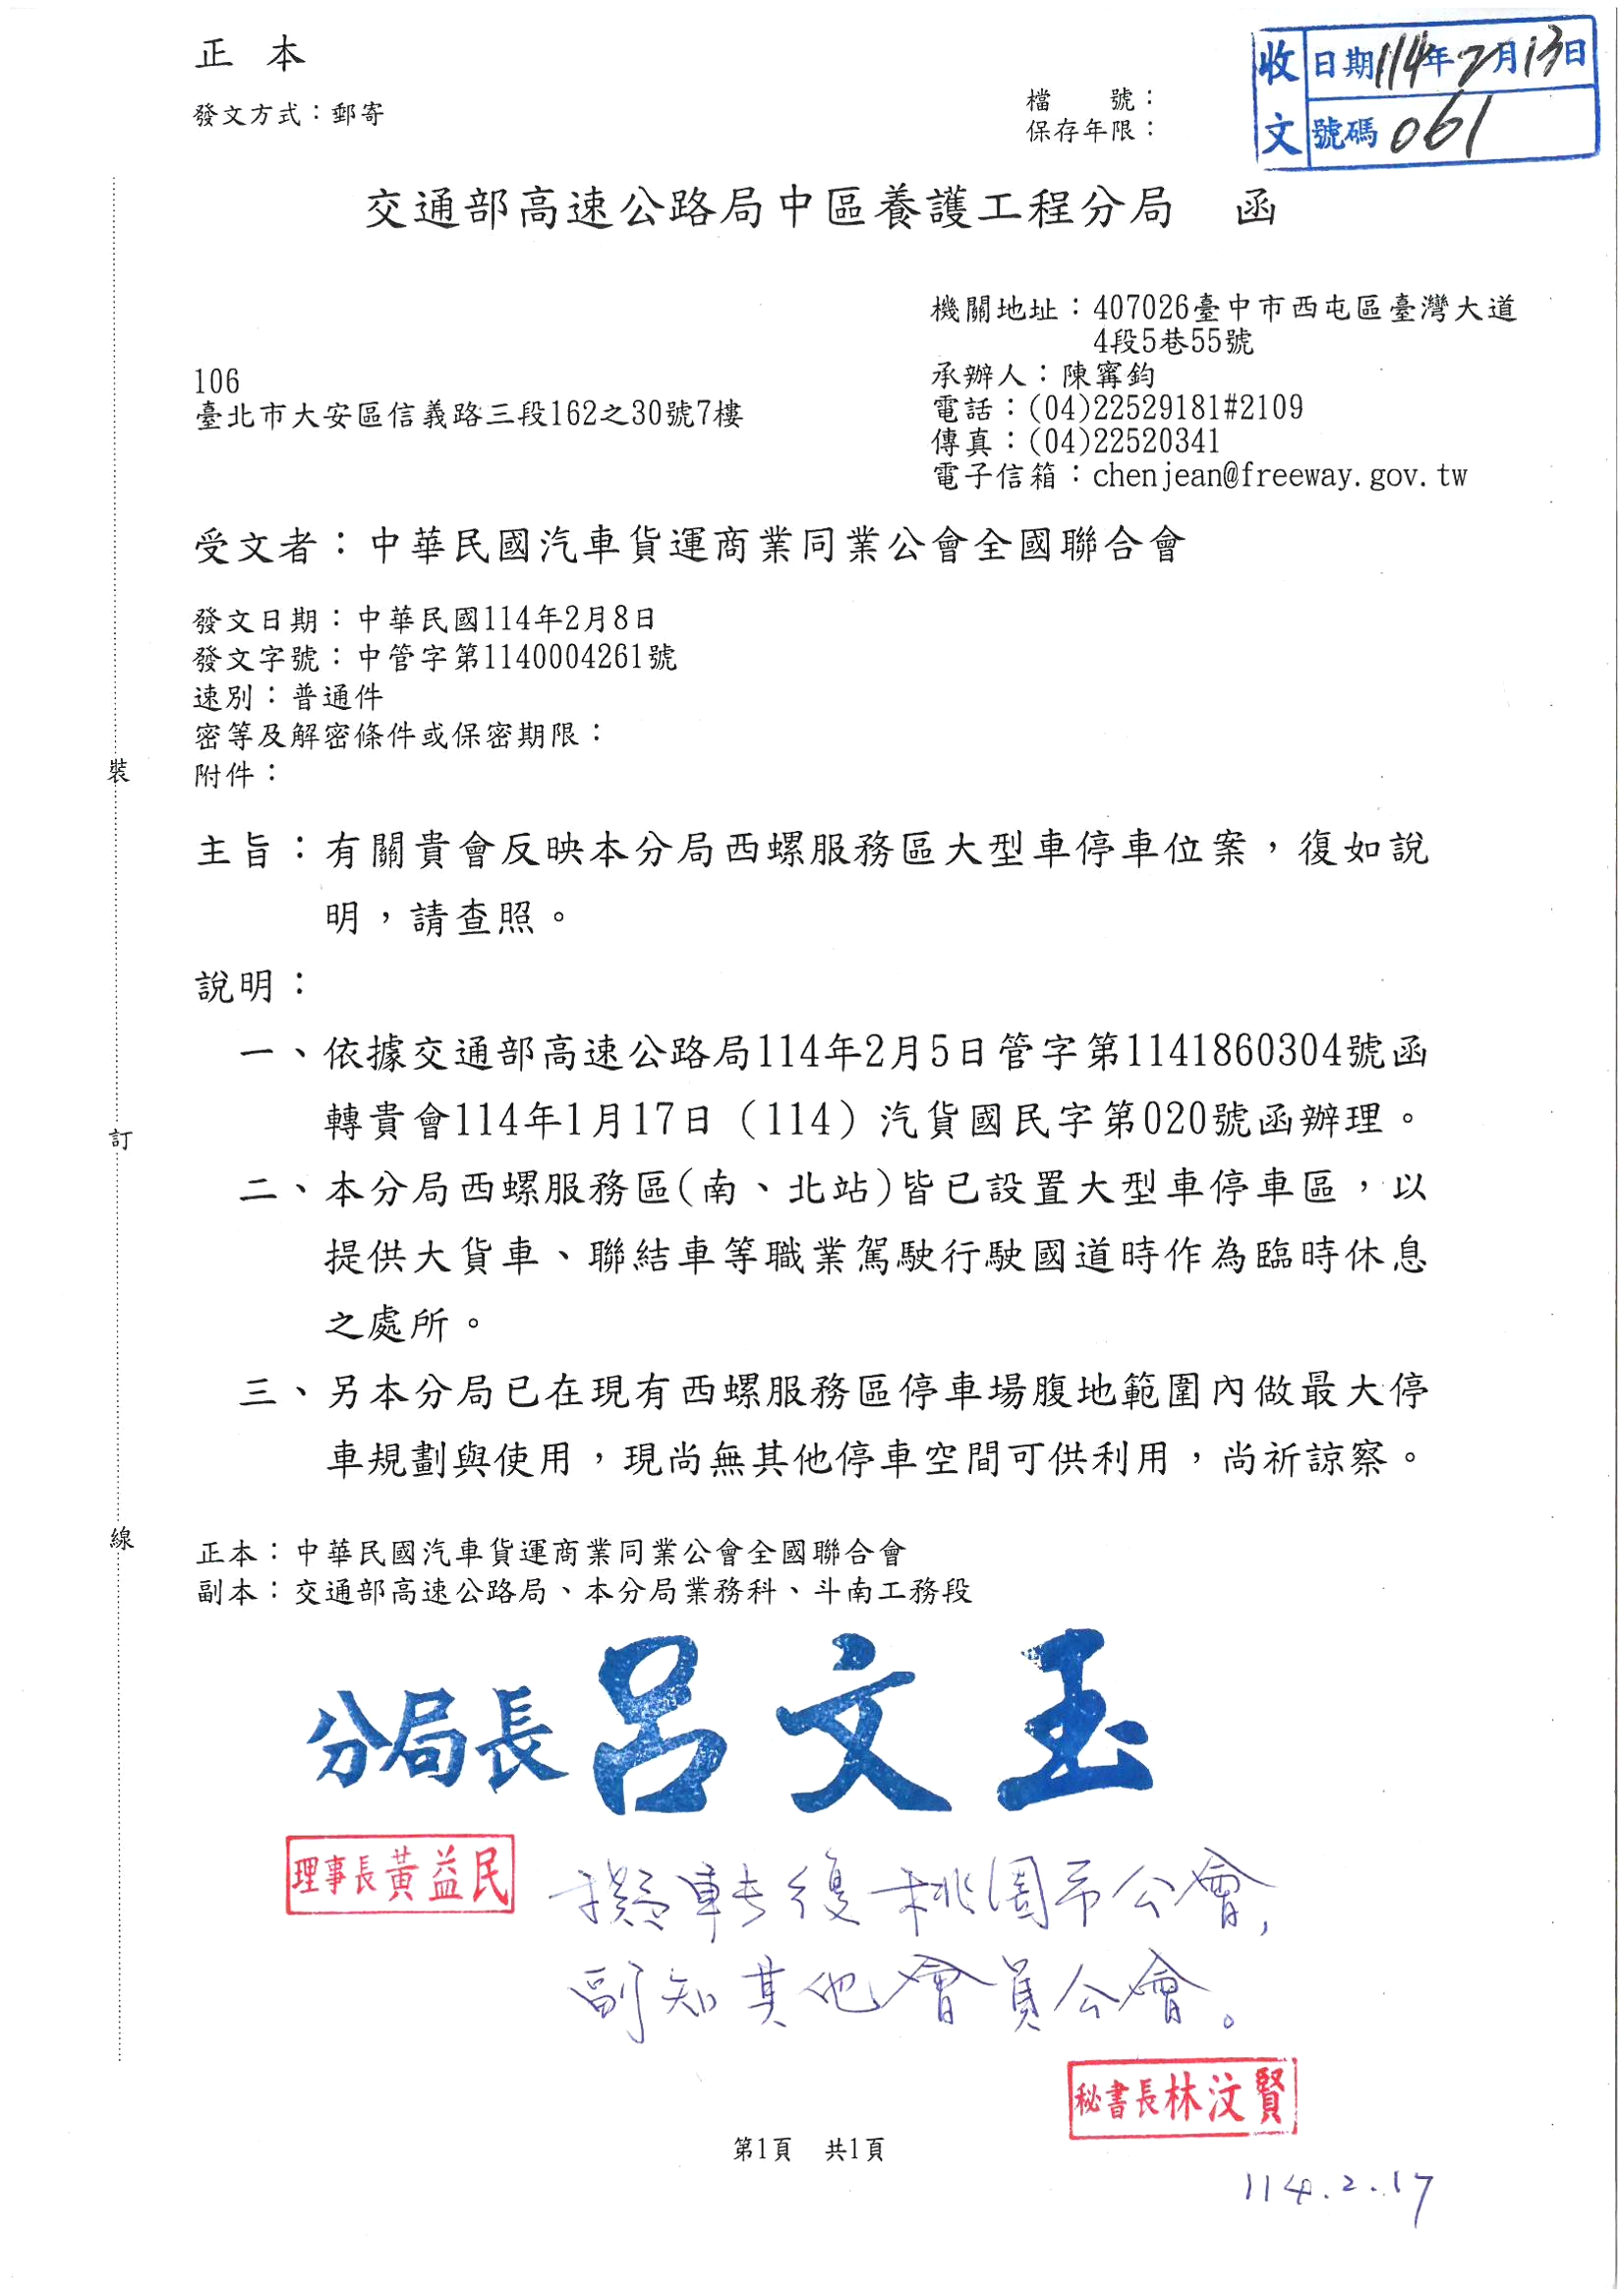 正本
發文方式：郵寄
檔　　號：
保存年限：
收文 日期114年2月13日
號碼061
交通部高速公路局中區養護工程分局　函
機關地址：407026臺中市西屯區臺灣大道
4段5巷55號
承辦人：陳寗鈞
電話：(04)22529181#2109
傳真：(04)22520341
電子信箱：chenjean@freeway.gov.tw
106
臺北市大安區信義路三段162之30號7樓
受文者：中華民國汽車貨運商業同業公會全國聯合會
發文日期：中華民國114年2月8日
發文字號：中管字第1140004261號
速別：普通件
密等及解密條件或保密期限：
附件：
主旨：有關貴會反映本分局西螺服務區大型車停車位案，復如說
明，請查照。
說明：
一、依據交通部高速公路局114年2月5日管字第1141860304號函
轉貴會114年1月17日（114）汽貨國民字第020號函辦理。
二、本分局西螺服務區(南、北站)皆已設置大型車停車區，以
提供大貨車、聯結車等職業駕駛行駛國道時作為臨時休息
之處所。
三、另本分局已在現有西螺服務區停車場腹地範圍內做最大停
車規劃與使用，現尚無其他停車空間可供利用，尚祈諒察。
正本：中華民國汽車貨運商業同業公會全國聯合會
副本：交通部高速公路局、本分局業務科、斗南工務段
裝
訂
線
分局長呂文玉
理事長黃益民
擬轉復桃園市公會，
副知其他會員公會。
秘書長林汶賢
第1頁　共1頁
114.2.17